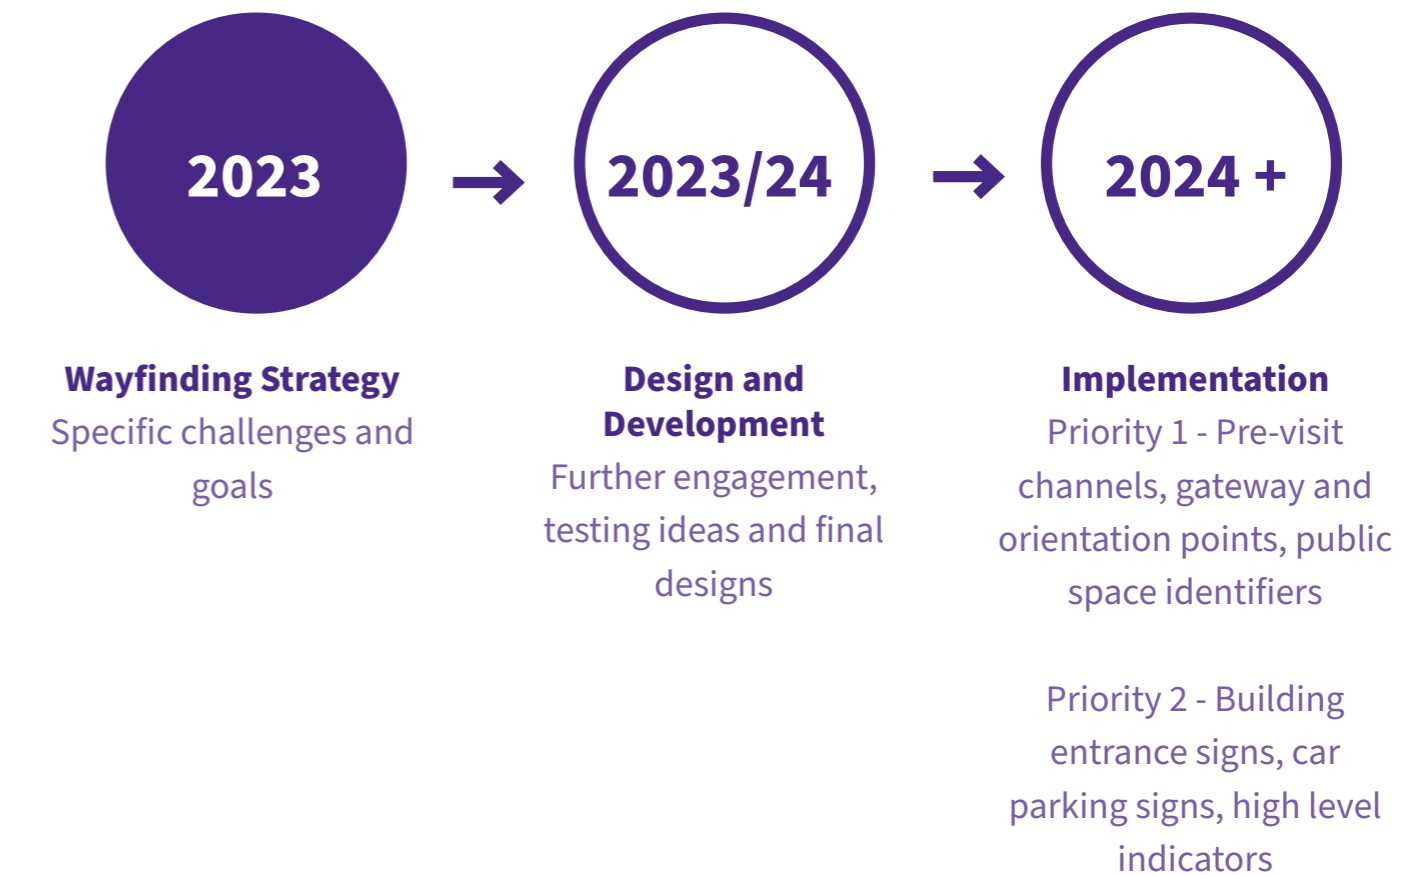 2023
Wayfinding Strategy
Specific challenges and
goals
2023/24
Design and
Development
Further engagement,
testing ideas and final
designs
2024 +
Implementation
Priority 1 - Pre-visit
channels, gateway and
orientation points, public
space identifiers
Priority 2 - Building
entrance signs, car
parking signs, high level
indicators